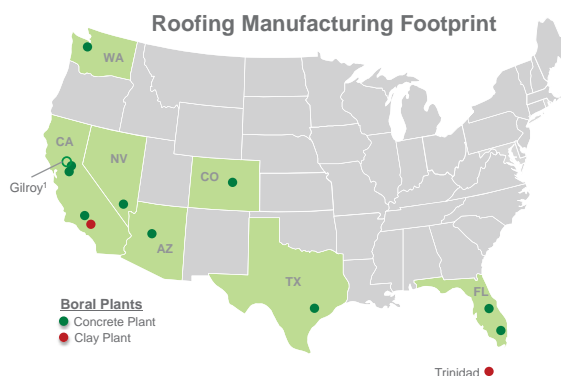 Roofing Manufacturing Footprint
WA
CA
NV
CO
Gilroy¹
AZ
TX
FL
Boral Plants
Concrete Plant
Clay Plant
Trinidad